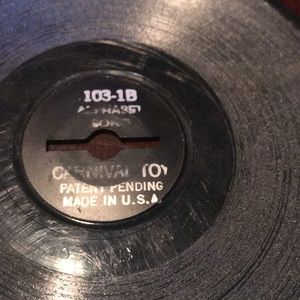 103-1B
ALPHABET
SONG
CARNIVAL TOY
PATENT PENDING
MADE IN U.S.A.